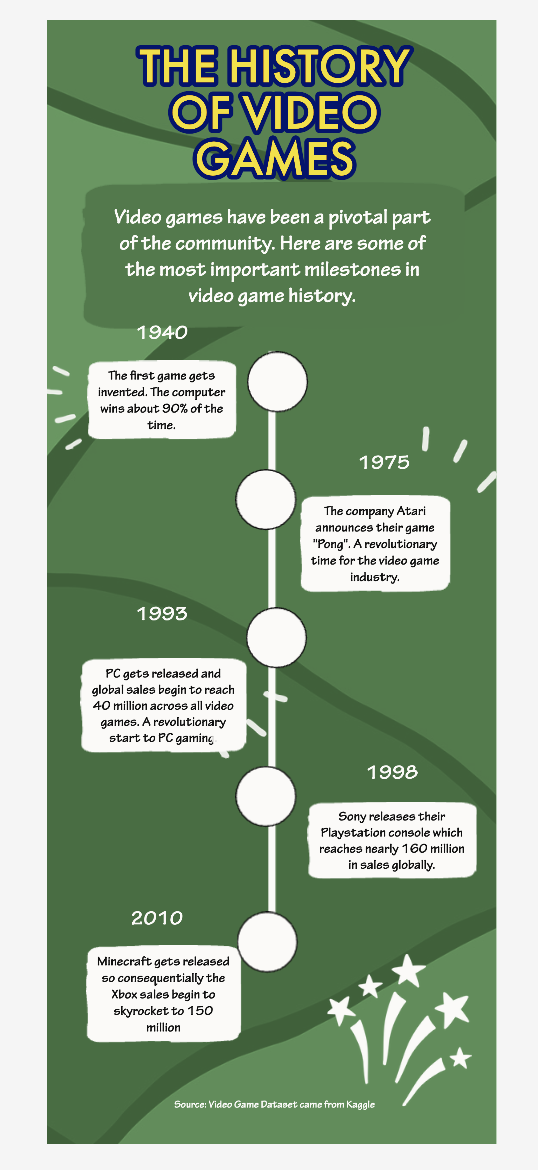 THE HISTORY
OF VIDEO
GAMES
Video games have been a pivotal part
of the community. Here are some of
the most important milestones in
video game history.
1940
The first game gets
invented. The computer
wins about 90% of the
time.
1975
The company Atari
announces their game
"Pong". A revolutionary
time for the video game
industry.
1993
PC gets released and
global sales begin to reach
40 million across all video
games. A revolutionary
start to PC gaming.
1998
Sony releases their
Playstation console which
reaches nearly 160 million
in sales globally.
2010
Minecraft gets released
so consequentially the
Xbox sales begin to
skyrocket to 150
million
Source: Video Game Dataset came from Kaggle